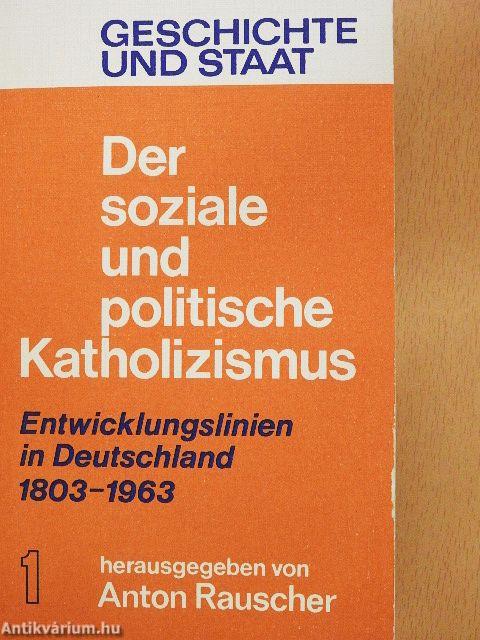 GESCHICHTE
UND STAAT
Der
soziale
und
politische
Katholizismus
Entwicklungslinien
in Deutschland
1803–1963
1
herausgegeben von
Anton Rauscher
Antikvárium.hu